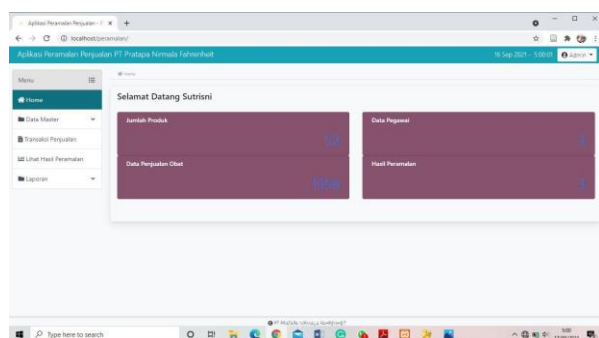 Aplikasi Peramalan Penjualan - F
localhost/peramalan/
Aplikasi Peramalan Penjualan PT Pratapa Nirmala Fahrenheit
16 Sep 2021 - 5:00:01
Admin
Menu
Home
Home
Selamat Datang Sutrisni
Data Master
Transaksi Penjualan
Lihat Hasil Peramalan
Laporan
Jumlah Produk
Data Pegawai
Data Penjualan Obat
Hasil Peramalan
Type here to search
5:00